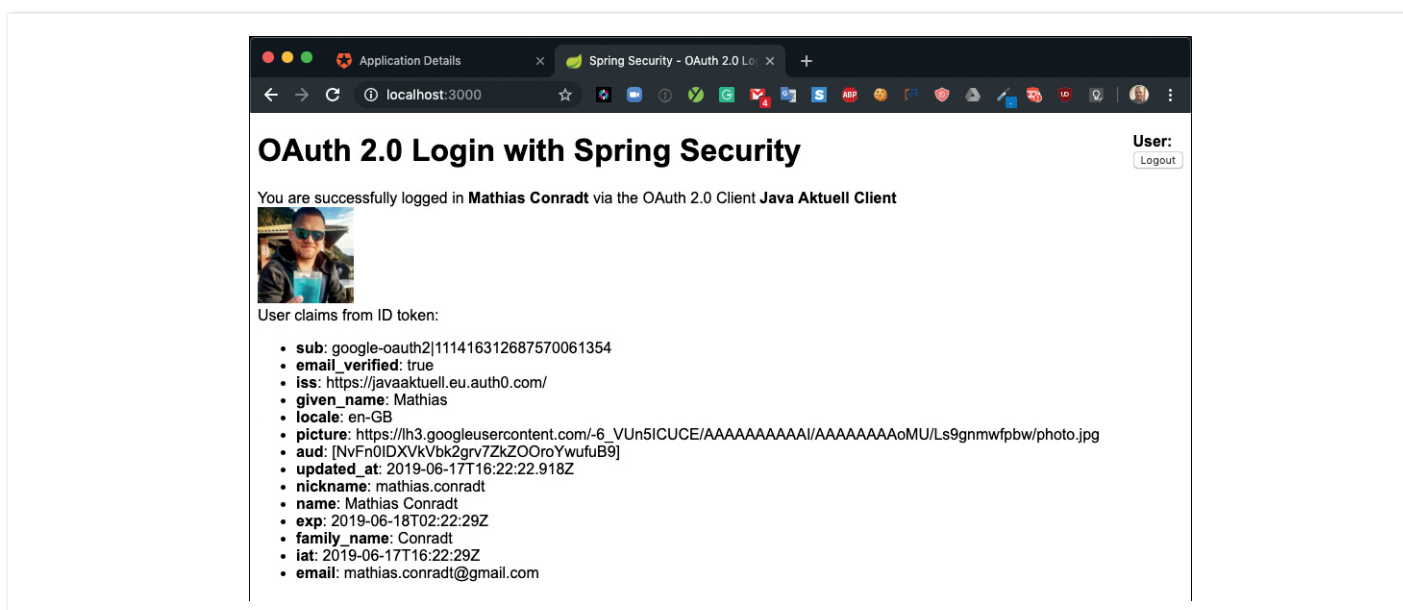 Application Details
Spring Security - OAuth 2.0 Lo
localhost:3000
OAuth 2.0 Login with Spring Security
User:
Logout
You are successfully logged in Mathias Conradt via the OAuth 2.0 Client Java Aktuell Client
User claims from ID token:
• sub: google-oauth2|111416312687570061354
• email_verified: true
• iss: https://javaaktuell.eu.auth0.com/
• given_name: Mathias
• locale: en-GB
• picture: https://lh3.googleusercontent.com/-6_VUn5ICUCE/AAAAAAAAAAI/AAAAAAAAoMU/Ls9gnmwfpbw/photo.jpg
• aud: [NvFn0IDXVkVbk2grv7ZkZOOroYwufuB9]
• updated_at: 2019-06-17T16:22:22.918Z
• nickname: mathias.conradt
• name: Mathias Conradt
• exp: 2019-06-18T02:22:29Z
• family_name: Conradt
• iat: 2019-06-17T16:22:29Z
• email: mathias.conradt@gmail.com